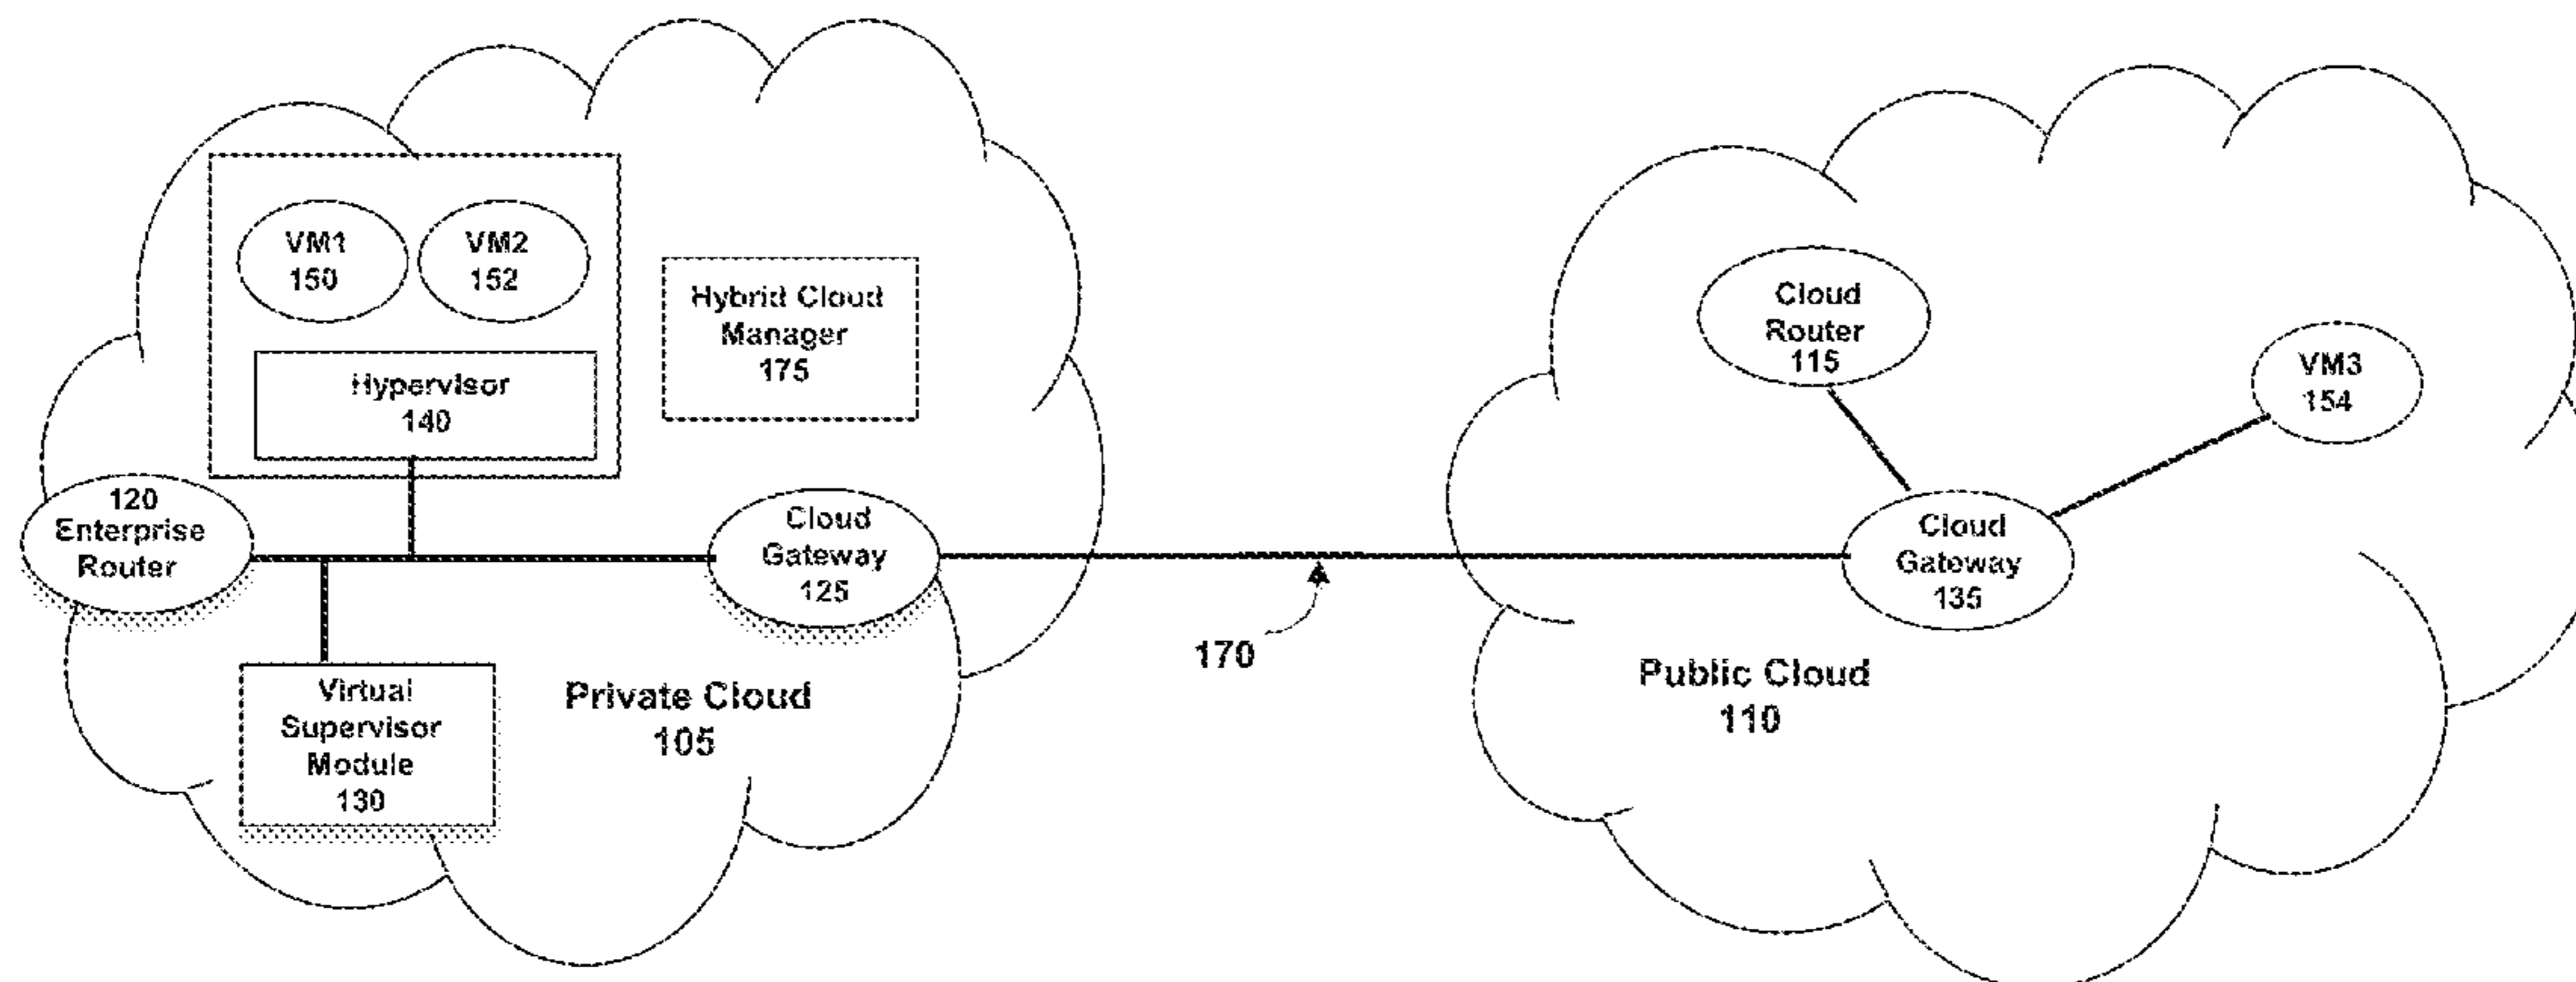 VM1
150
VM2
152
Hypervisor
140
Hybrid Cloud
Manager
175
120
Enterprise
Router
Cloud
Gateway
125
Virtual
Supervisor
Module
130
Private Cloud
105
170
Cloud
Router
115
VM3
154
Cloud
Gateway
135
Public Cloud
110